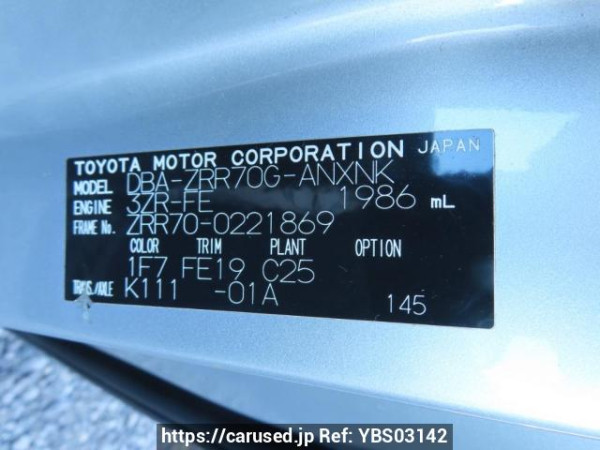 TOYOTA MOTOR CORPORATION JAPAN
MODEL DBA-ZRR70G-ANXNK
ENGINE 3ZR-FE 1986 mL
FRAME No. ZRR70-0221869
COLOR TRIM PLANT OPTION
1F7 FE19 C25
TRANS/AXLE K111 -01A 145
https://carused.jp Ref: YBS03142